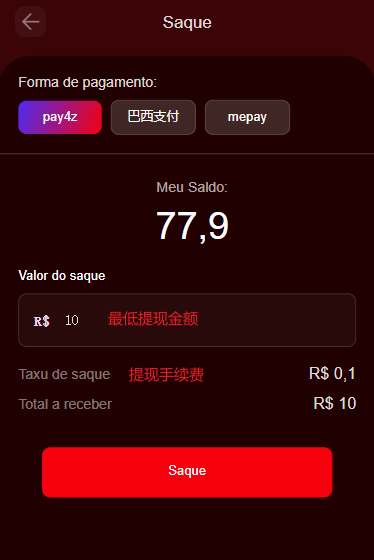 Saque
Forma de pagamento:
pay4z 巴西支付 mepay
Meu Saldo:
77,9
Valor do saque
R$ 10 最低提现金额
Taxu de saque 提现手续费 R$ 0,1
Total a receber R$ 10
Saque